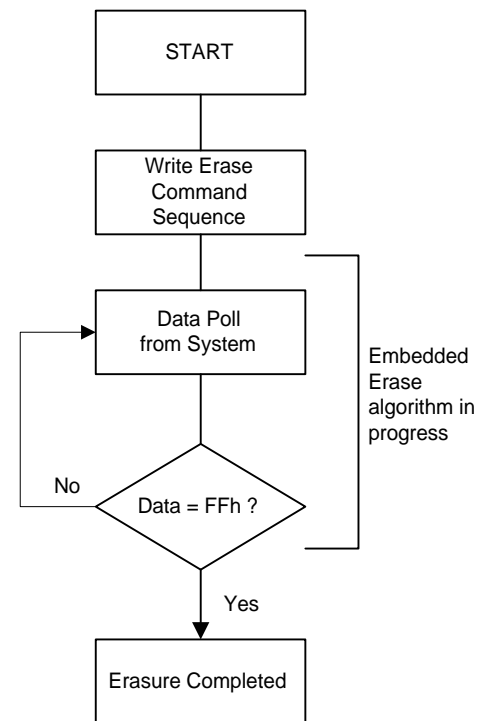 START
Write Erase
Command
Sequence
Data Poll
from System
Embedded
Erase
algorithm in
progress
No
Data = FFh ?
Yes
Erasure Completed